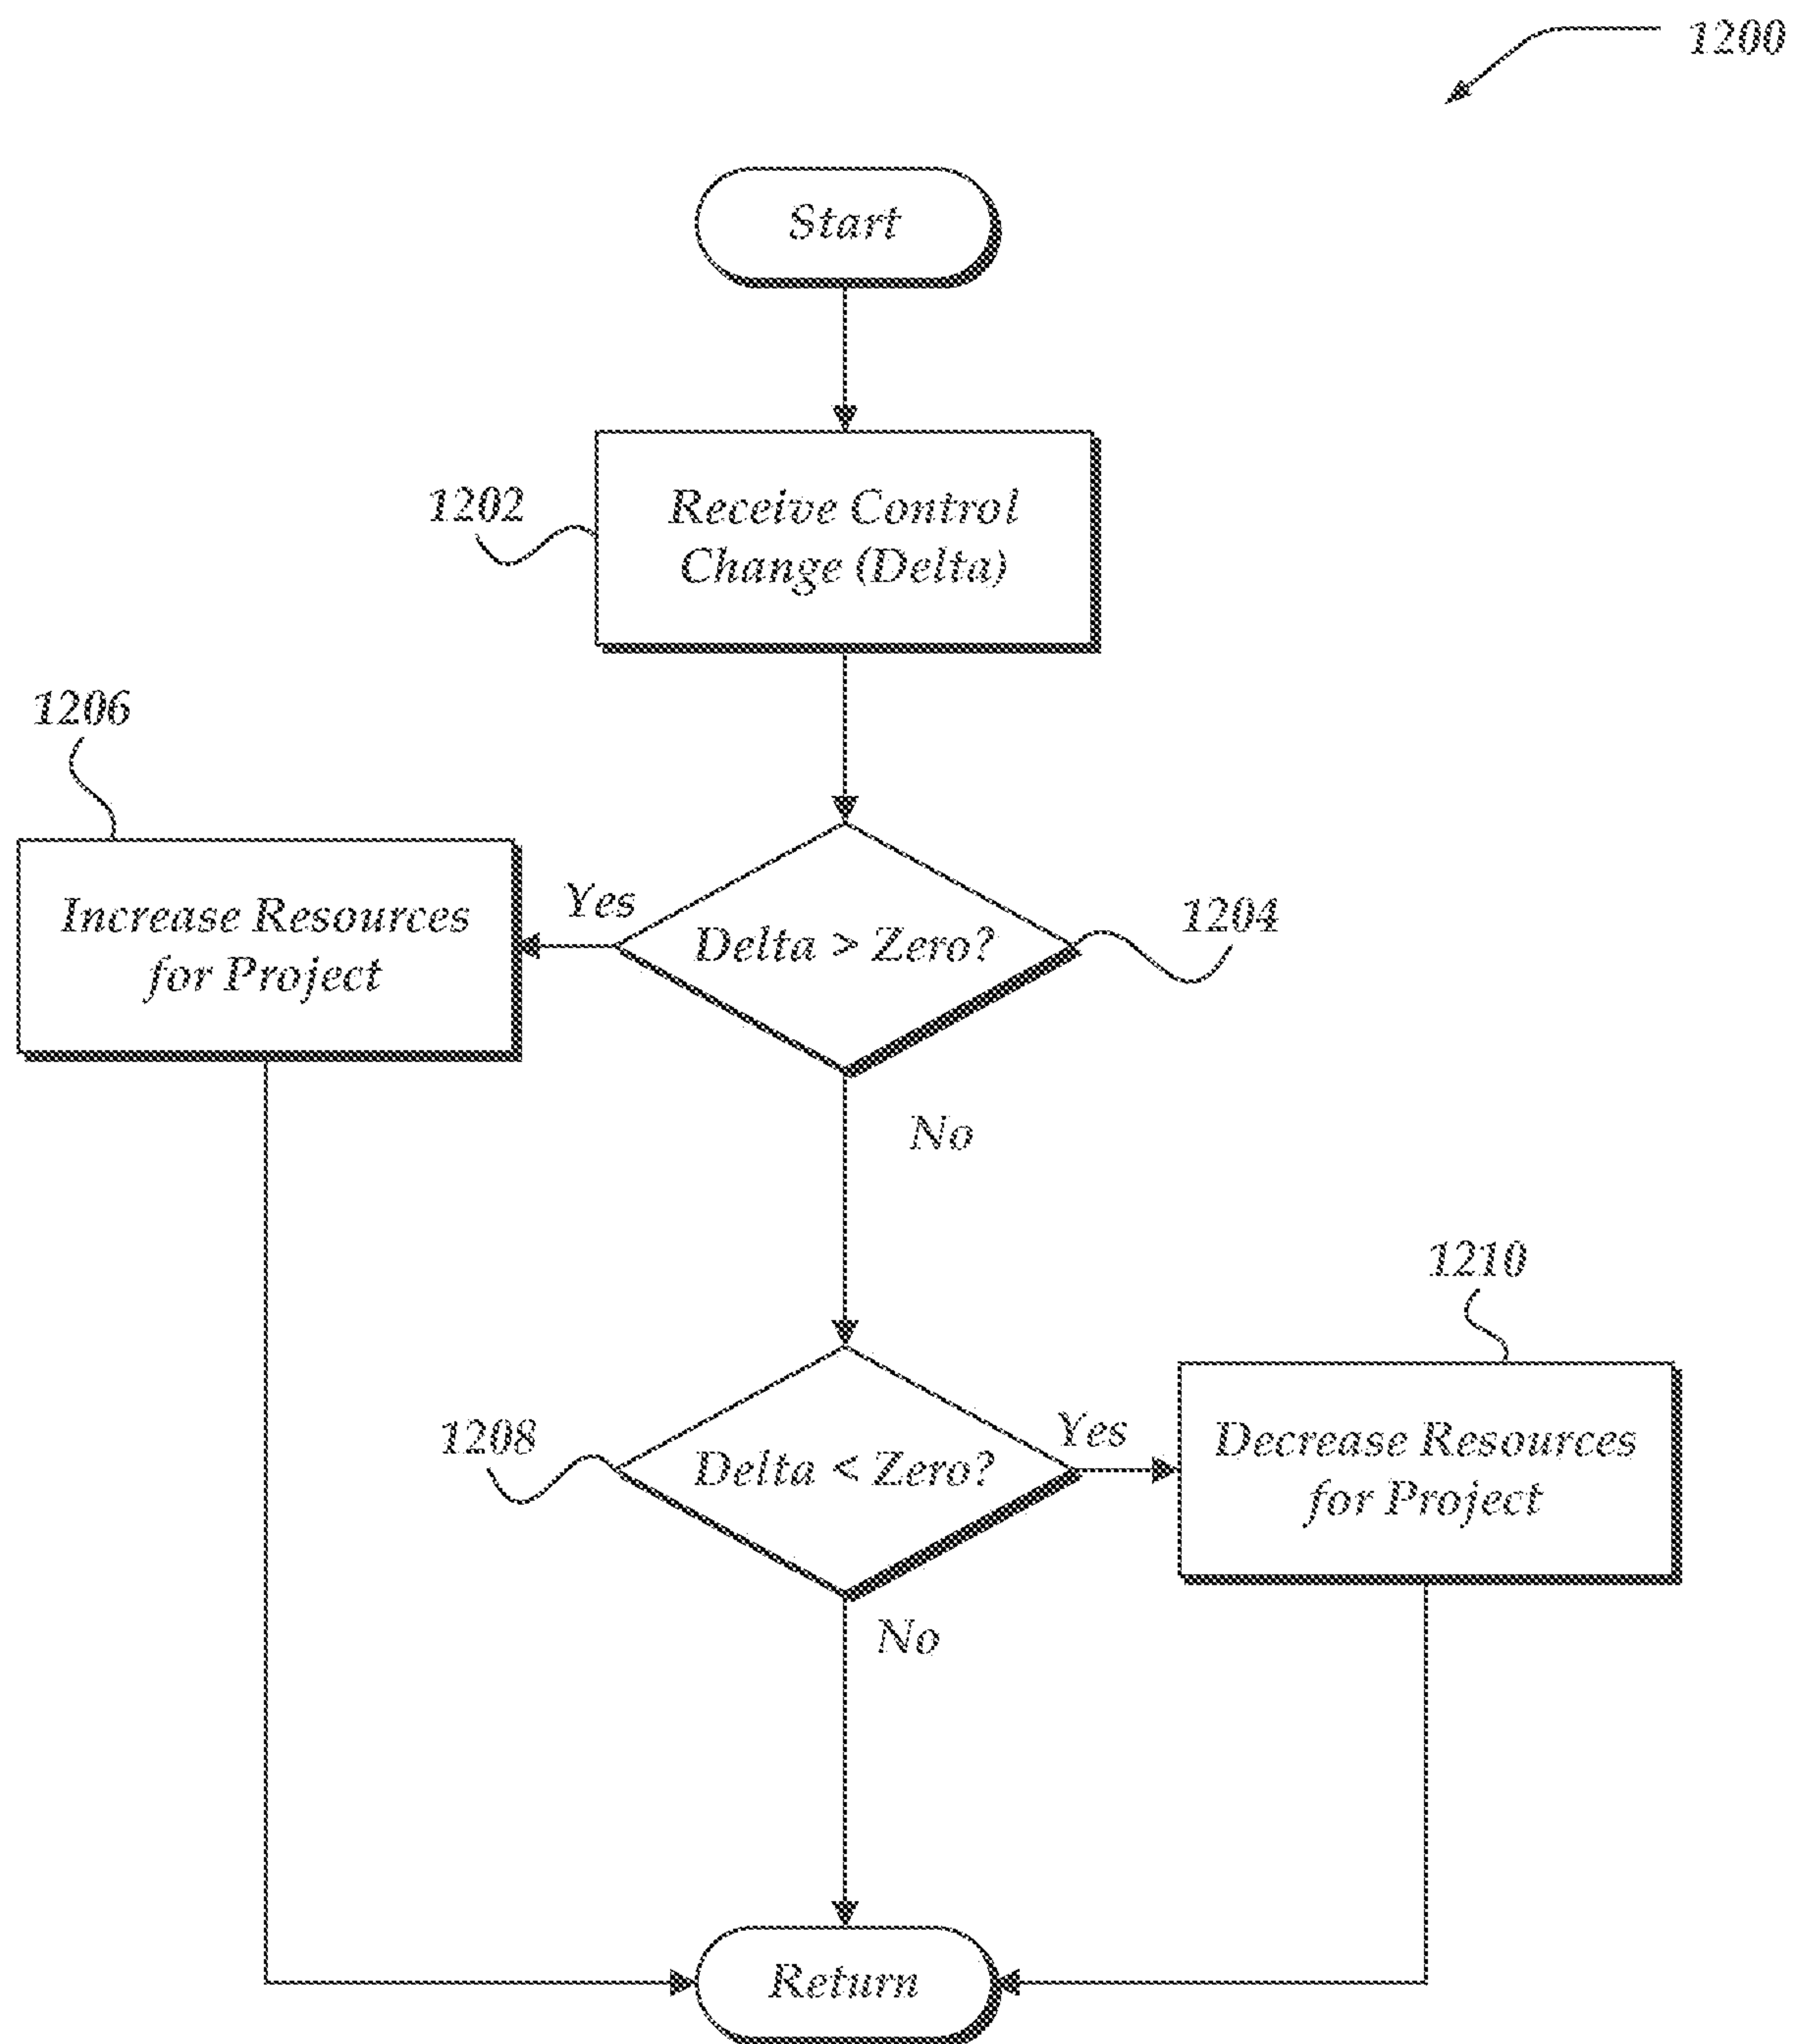 1200
Start
1202
Receive Control
Change (Delta)
1206
Increase Resources
for Project
Yes
Delta > Zero?
1204
No
1210
1208
Delta < Zero?
Yes
Decrease Resources
for Project
No
Return